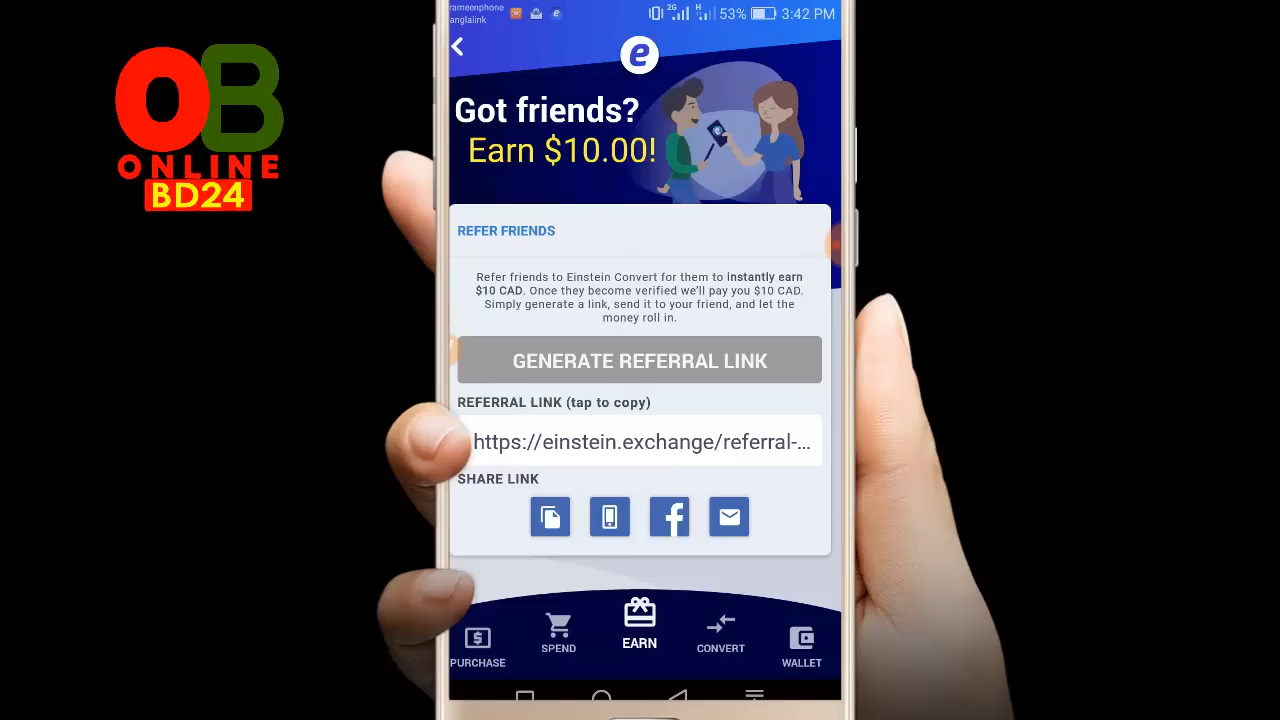 OB
ONLINE
BD24
rameenphone
anglalink
2G
H
53%
3:42 PM
e
Got friends?
Earn $10.00!
REFER FRIENDS
Refer friends to Einstein Convert for them to instantly earn
$10 CAD. Once they become verified we'll pay you $10 CAD.
Simply generate a link, send it to your friend, and let the
money roll in.
GENERATE REFERRAL LINK
REFERRAL LINK (tap to copy)
https://einstein.exchange/referral-...
SHARE LINK
PURCHASE
SPEND
EARN
CONVERT
WALLET